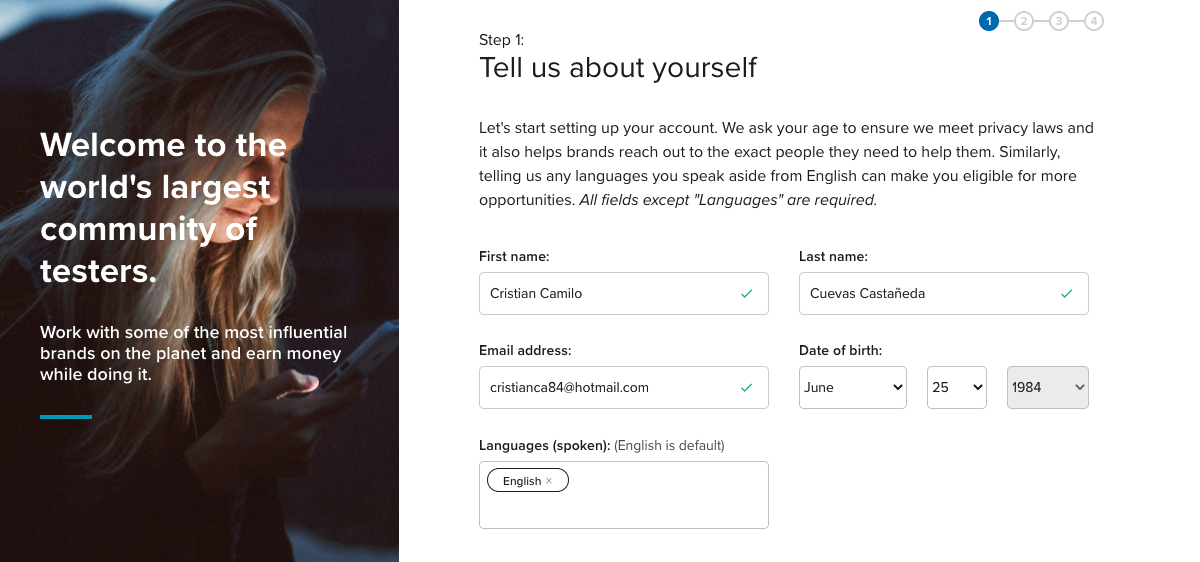 Welcome to the
world's largest
community of
testers.
Work with some of the most influential
brands on the planet and earn money
while doing it.
1 2 3 4
Step 1:
Tell us about yourself
Let's start setting up your account. We ask your age to ensure we meet privacy laws and
it also helps brands reach out to the exact people they need to help them. Similarly,
telling us any languages you speak aside from English can make you eligible for more
opportunities. All fields except "Languages" are required.
First name: Last name:
Cristian Camilo Cuevas Castañeda
Email address: Date of birth:
cristianca84@hotmail.com June 25 1984
Languages (spoken): (English is default)
English ×